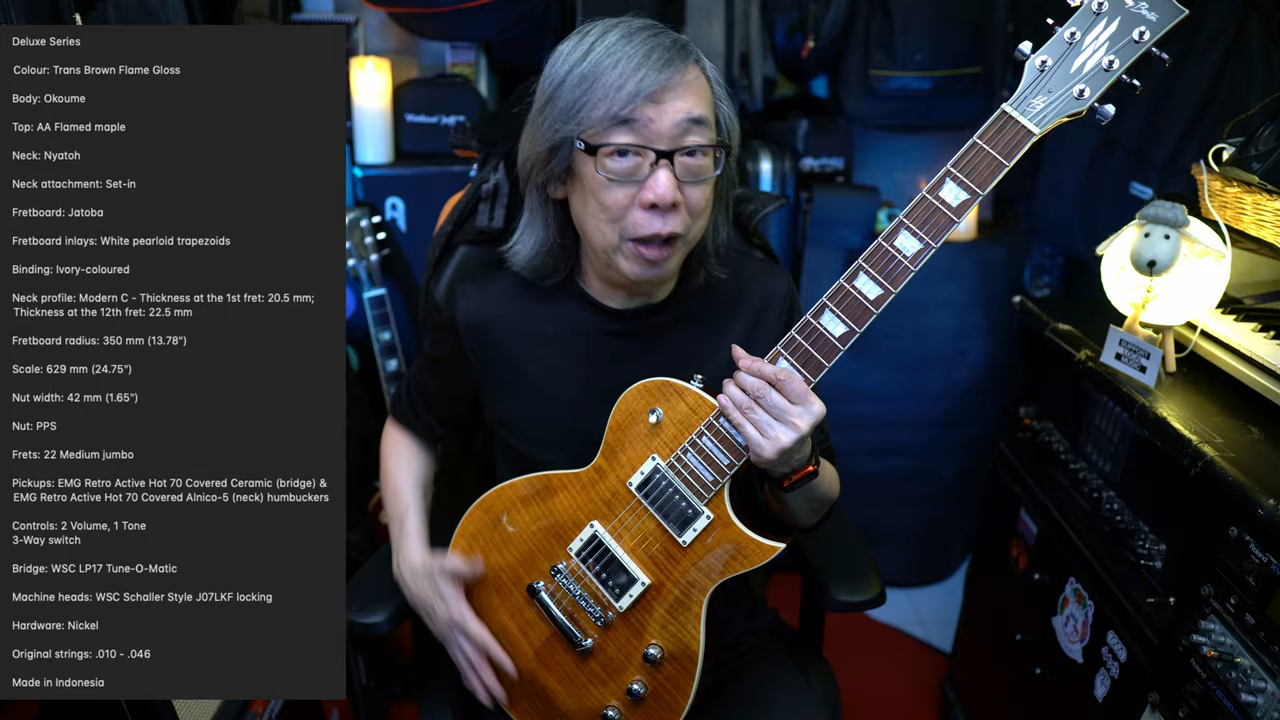 Deluxe Series
Colour: Trans Brown Flame Gloss
Body: Okoume
Top: AA Flamed maple
Neck: Nyatoh
Neck attachment: Set-in
Fretboard: Jatoba
Fretboard inlays: White pearloid trapezoids
Binding: Ivory-coloured
Neck profile: Modern C - Thickness at the 1st fret: 20.5 mm;
Thickness at the 12th fret: 22.5 mm
Fretboard radius: 350 mm (13.78")
Scale: 629 mm (24.75")
Nut width: 42 mm (1.65")
Nut: PPS
Frets: 22 Medium jumbo
Pickups: EMG Retro Active Hot 70 Covered Ceramic (bridge) &
EMG Retro Active Hot 70 Covered Alnico-5 (neck) humbuckers
Controls: 2 Volume, 1 Tone
3-Way switch
Bridge: WSC LP17 Tune-O-Matic
Machine heads: WSC Schaller Style J07LKF locking
Hardware: Nickel
Original strings: .010 - .046
Made in Indonesia
SUPPORT
MUSIC
Roland
Roland